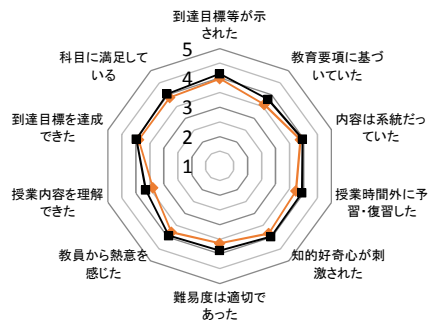 到達目標等が示
された
教育要項に基づ
いていた
内容は系統だっ
ていた
授業時間外に予
習・復習した
知的好奇心が刺
激された
難易度は適切で
あった
教員から熱意を
感じた
授業内容を理解
できた
到達目標を達成
できた
科目に満足して
いる
5
4
3
2
1